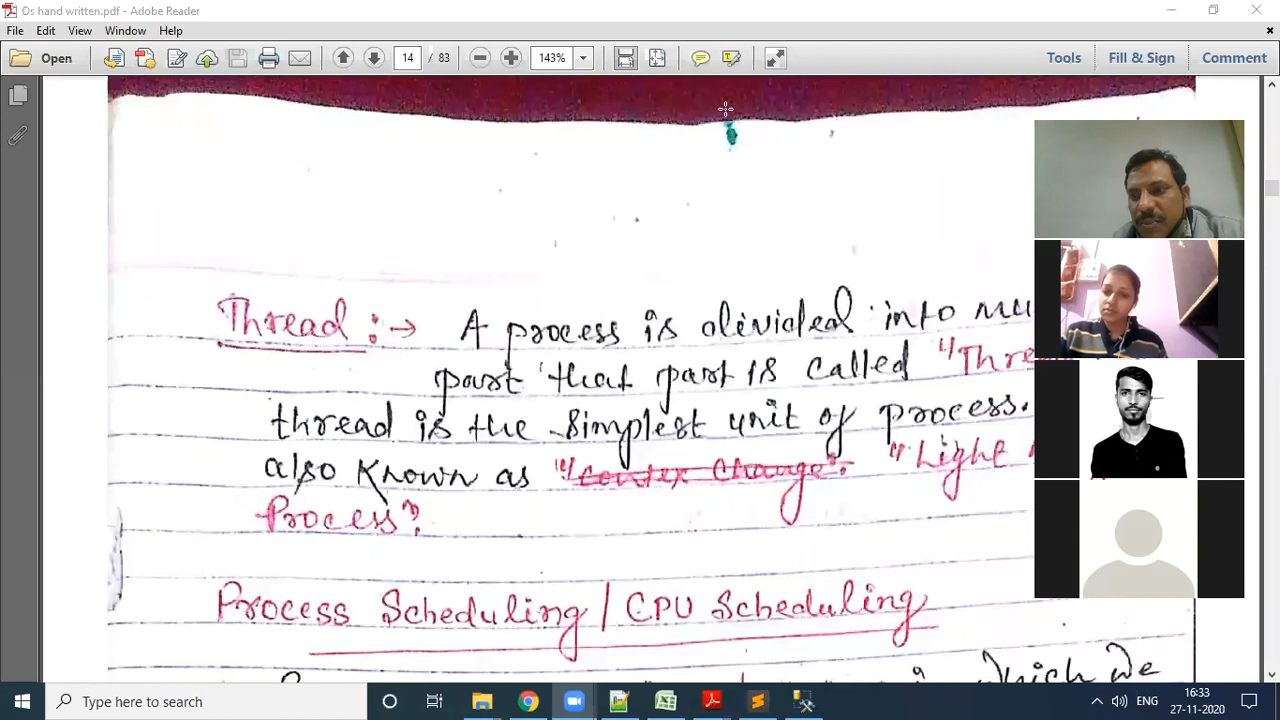 Os hand written.pdf - Adobe Reader
File Edit View Window Help
Open 14 / 83 143% Tools Fill & Sign Comment
Thread :→ A process is divided into
part that part is called "
thread is the simplest unit of process.
also known as "Contex Change". "Light
Process".
Process Scheduling / CPU Scheduling
which we
Type here to search
ENG 16:33
27-11-2020